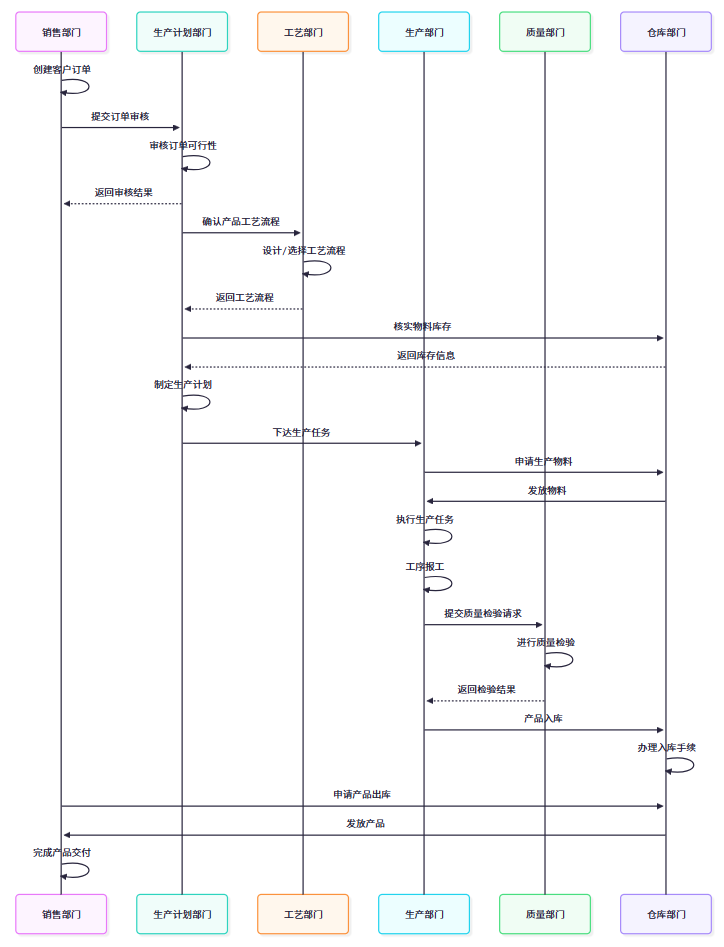 销售部门
生产计划部门
工艺部门
生产部门
质量部门
仓库部门
创建客户订单
提交订单审核
审核订单可行性
返回审核结果
确认产品工艺流程
设计/选择工艺流程
返回工艺流程
核实物料库存
返回库存信息
制定生产计划
下达生产任务
申请生产物料
发放物料
执行生产任务
工序报工
提交质量检验请求
进行质量检验
返回检验结果
产品入库
办理入库手续
申请产品出库
发放产品
完成产品交付
销售部门
生产计划部门
工艺部门
生产部门
质量部门
仓库部门